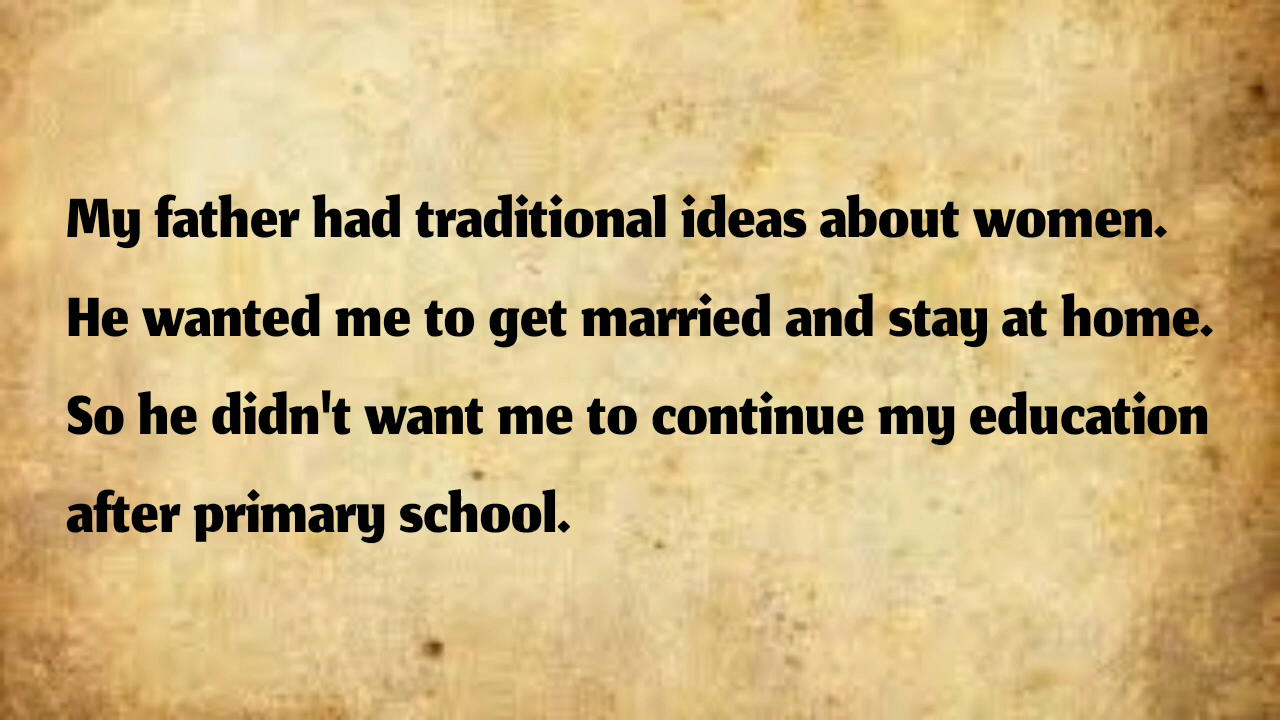 My father had traditional ideas about women.
He wanted me to get married and stay at home.
So he didn't want me to continue my education
after primary school.